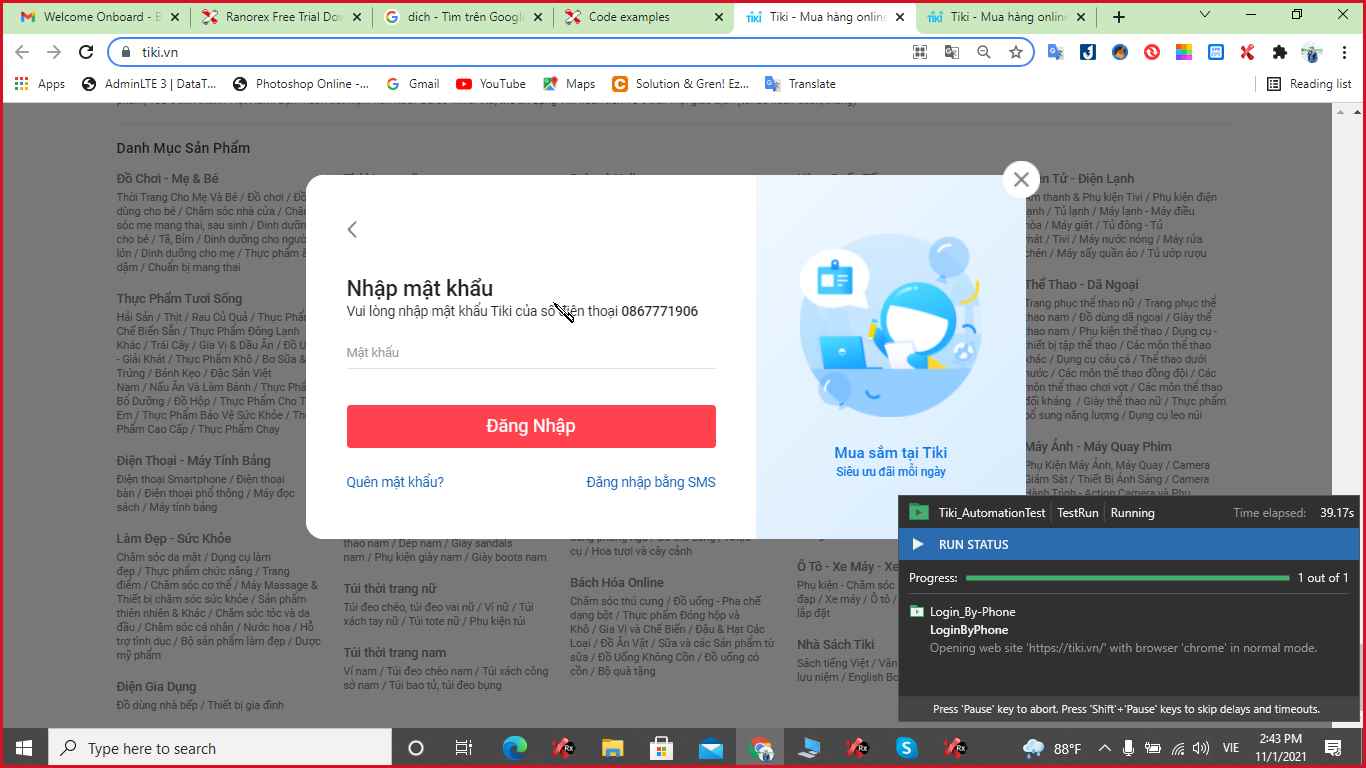 Welcome Onboard - B
Ranorex Free Trial Dow
dich - Tìm trên Google
Code examples
Tiki - Mua hàng online
Tiki - Mua hàng online
tiki.vn
Apps
AdminLTE 3 | DataT...
Photoshop Online -...
Gmail
YouTube
Maps
Solution & Gren! Ez...
Translate
Reading list
Danh Mục Sản Phẩm
Đồ Chơi - Mẹ & Bé
Thời Trang Cho Mẹ Và Bé / Đồ chơi / Đồ
dùng cho bé / Chăm sóc nhà cửa / Chăm
sóc mẹ mang thai, sau sinh / Dinh dưỡng
cho bé / Tã, Bỉm / Dinh dưỡng cho người
lớn / Dinh dưỡng cho mẹ / Thực phẩm ăn
dặm / Chuẩn bị mang thai
Thực Phẩm Tươi Sống
Hải Sản / Thịt / Rau Củ Quả / Thực Phẩm
Chế Biến Sẵn / Thực Phẩm Đông Lạnh
Khác / Trái Cây / Gia Vị & Dầu Ăn / Đồ U
- Giải Khát / Thực Phẩm Khô / Bơ Sữa &
Trứng / Bánh Kẹo / Đặc Sản Việt
Nam / Nấu Ăn Và Làm Bánh / Thực Phẩm
Bổ Dưỡng / Đồ Hộp / Thực Phẩm Cho Trẻ
Em / Thực Phẩm Bảo Vệ Sức Khỏe / Thực
Phẩm Cao Cấp / Thực Phẩm Chay
Điện Thoại - Máy Tính Bảng
Điện thoại Smartphone / Điện thoại
bàn / Điện thoại phổ thông / Máy đọc
sách / Máy tính bảng
Làm Đẹp - Sức Khỏe
Chăm sóc da mặt / Dụng cụ làm
đẹp / Thực phẩm chức năng / Trang
điểm / Chăm sóc cơ thể / Máy Massage &
Thiết bị chăm sóc sức khỏe / Sản phẩm
thiên nhiên & Khác / Chăm sóc tóc và da
đầu / Chăm sóc cá nhân / Nước hoa / Hỗ
trợ tình dục / Bộ sản phẩm làm đẹp / Dược
mỹ phẩm
Điện Gia Dụng
Đồ dùng nhà bếp / Thiết bị gia đình
Nhập mật khẩu
Vui lòng nhập mật khẩu Tiki của số điện thoại 0867771906
Mật khẩu
Đăng Nhập
Quên mật khẩu?
Đăng nhập bằng SMS
Mua sắm tại Tiki
Siêu ưu đãi mỗi ngày
thao nam / Dép nam / Giày sandals
nam / Phụ kiện giày nam / Giày boots nam
Túi thời trang nữ
Túi đeo chéo, túi đeo vai nữ / Ví nữ / Túi
xách tay nữ / Túi tote nữ / Phụ kiện túi
Túi thời trang nam
Ví nam / Túi đeo chéo nam / Túi xách công
sở nam / Túi bao tử, túi đeo bụng
cụ / Hoa tươi và cây cảnh
Bách Hóa Online
Chăm sóc thú cưng / Đồ uống - Pha chế
dạng bột / Thực phẩm Đóng hộp và
Khô / Gia Vị và Chế Biến / Đậu & Hạt Các
Loại / Đồ Ăn Vặt / Sữa và các Sản phẩm từ
sữa / Đồ Uống Không Cồn / Đồ uống có
cồn / Bộ quà tặng
Ô Tô - Xe Máy - Xe
Phụ kiện - Chăm sóc
đạp / Xe máy / Ô tô /
lắp đặt
Nhà Sách Tiki
Sách tiếng Việt / Văn
lưu niệm / English Bo
ện Tử - Điện Lạnh
m thanh & Phụ kiện Tivi / Phụ kiện điện
ạnh / Tủ lạnh / Máy lạnh - Máy điều
òa / Máy giặt / Tủ đông - Tủ
mát / Tivi / Máy nước nóng / Máy rửa
chén / Máy sấy quần áo / Tủ ướp rượu
Thể Thao - Dã Ngoại
Trang phục thể thao nữ / Trang phục thể
thao nam / Đồ dùng dã ngoại / Giày thể
thao nam / Phụ kiện thể thao / Dụng cụ -
thiết bị tập thể thao / Các môn thể thao
khác / Dụng cụ câu cá / Thể thao dưới
nước / Các môn thể thao đồng đội / Các
môn thể thao chơi vợt / Các môn thể thao
đối kháng / Giày thể thao nữ / Thực phẩm
bổ sung năng lượng / Dụng cụ leo núi
Máy Ảnh - Máy Quay Phim
Phụ Kiện Máy Ảnh, Máy Quay / Camera
Giám Sát / Thiết Bị Ánh Sáng / Camera
Hành Trình - Action Camera và Phụ
Tiki_AutomationTest
TestRun
Running
Time elapsed: 39.17s
RUN STATUS
Progress: 1 out of 1
Login_By-Phone
LoginByPhone
Opening web site 'https://tiki.vn/' with browser 'chrome' in normal mode.
Press 'Pause' key to abort. Press 'Shift'+'Pause' keys to skip delays and timeouts.
Type here to search
88°F
VIE
2:43 PM
11/1/2021